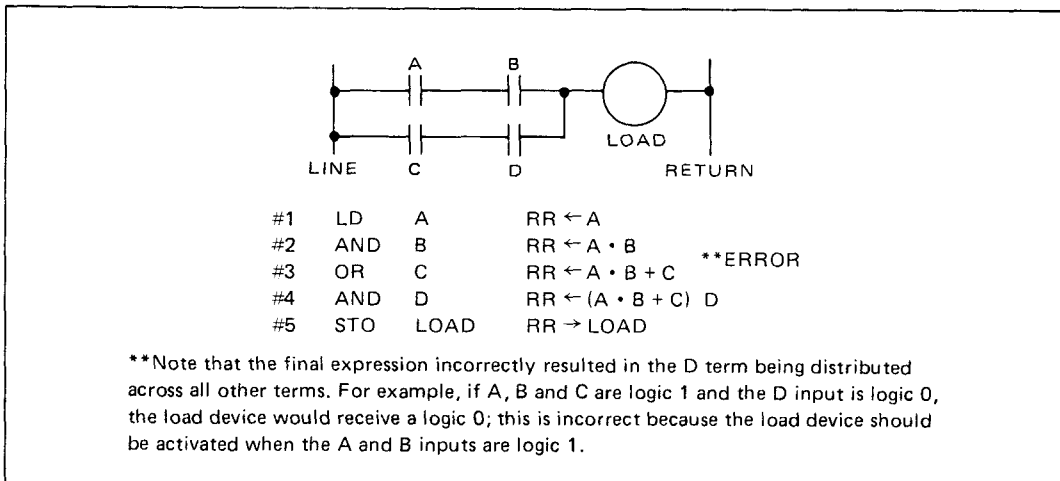 A B
LOAD
LINE C D RETURN
#1 LD A RR ← A
#2 AND B RR ← A • B
**ERROR
#3 OR C RR ← A • B + C
#4 AND D RR ← (A • B + C) D
#5 STO LOAD RR → LOAD
**Note that the final expression incorrectly resulted in the D term being distributed
across all other terms. For example, if A, B and C are logic 1 and the D input is logic 0,
the load device would receive a logic 0; this is incorrect because the load device should
be activated when the A and B inputs are logic 1.